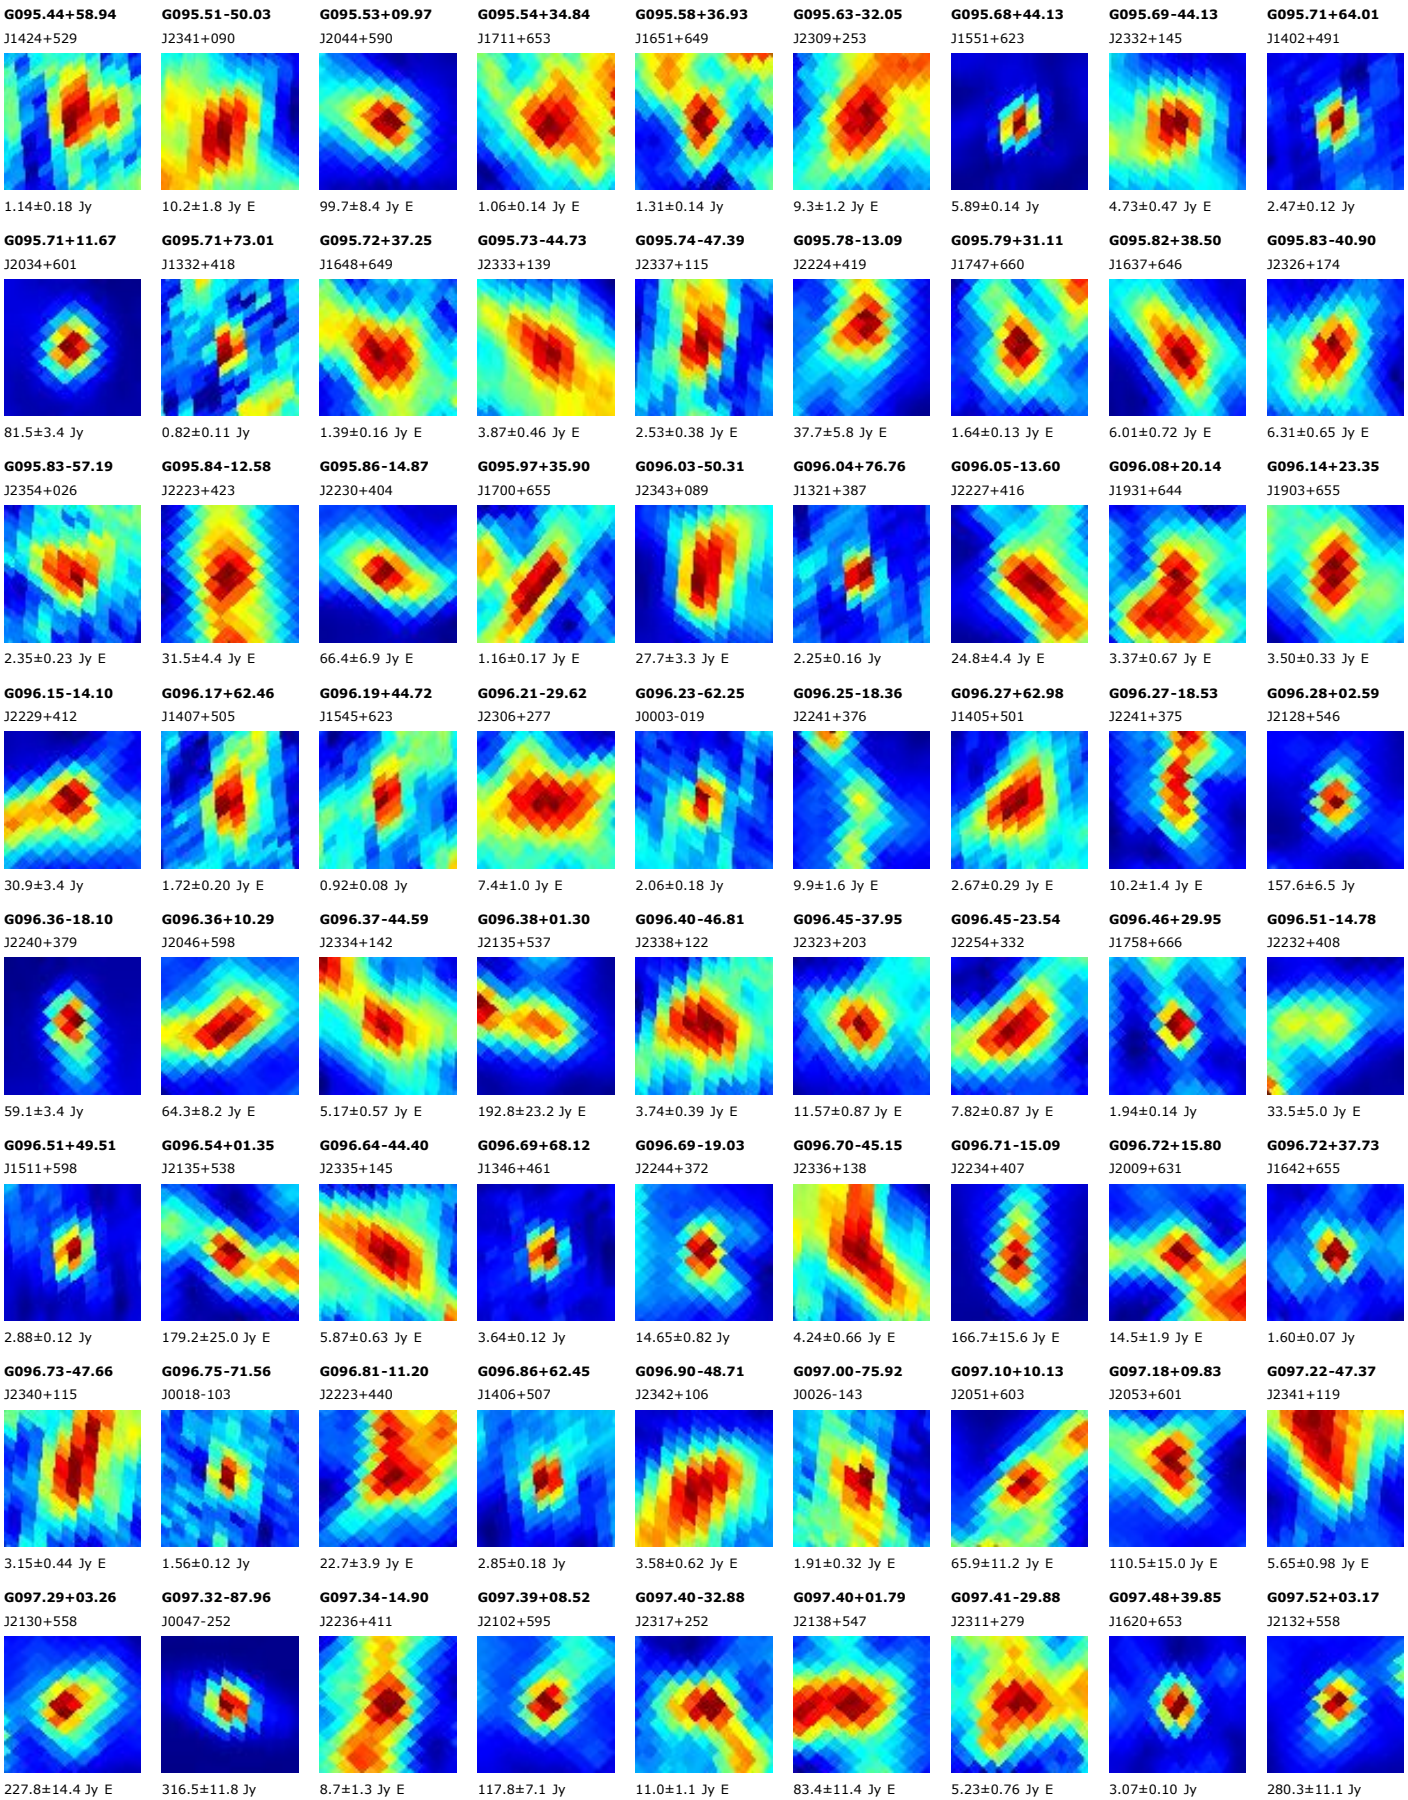 G095.44+58.94 G095.51-50.03 G095.53+09.97 G095.54+34.84 G095.58+36.93 G095.63-32.05 G095.68+44.13 G095.69-44.13 G095.71+64.01
J1424+529 J2341+090 J2044+590 J1711+653 J1651+649 J2309+253 J1551+623 J2332+145 J1402+491
1.14±0.18 Jy 10.2±1.8 Jy E 99.7±8.4 Jy E 1.06±0.14 Jy E 1.31±0.14 Jy 9.3±1.2 Jy E 5.89±0.14 Jy 4.73±0.47 Jy E 2.47±0.12 Jy
G095.71+11.67 G095.71+73.01 G095.72+37.25 G095.73-44.73 G095.74-47.39 G095.78-13.09 G095.79+31.11 G095.82+38.50 G095.83-40.90
J2034+601 J1332+418 J1648+649 J2333+139 J2337+115 J2224+419 J1747+660 J1637+646 J2326+174
81.5±3.4 Jy 0.82±0.11 Jy 1.39±0.16 Jy E 3.87±0.46 Jy E 2.53±0.38 Jy E 37.7±5.8 Jy E 1.64±0.13 Jy E 6.01±0.72 Jy E 6.31±0.65 Jy E
G095.83-57.19 G095.84-12.58 G095.86-14.87 G095.97+35.90 G096.03-50.31 G096.04+76.76 G096.05-13.60 G096.08+20.14 G096.14+23.35
J2354+026 J2223+423 J2230+404 J1700+655 J2343+089 J1321+387 J2227+416 J1931+644 J1903+655
2.35±0.23 Jy E 31.5±4.4 Jy E 66.4±6.9 Jy E 1.16±0.17 Jy E 27.7±3.3 Jy E 2.25±0.16 Jy 24.8±4.4 Jy E 3.37±0.67 Jy E 3.50±0.33 Jy E
G096.15-14.10 G096.17+62.46 G096.19+44.72 G096.21-29.62 G096.23-62.25 G096.25-18.36 G096.27+62.98 G096.27-18.53 G096.28+02.59
J2229+412 J1407+505 J1545+623 J2306+277 J0003-019 J2241+376 J1405+501 J2241+375 J2128+546
30.9±3.4 Jy 1.72±0.20 Jy E 0.92±0.08 Jy 7.4±1.0 Jy E 2.06±0.18 Jy 9.9±1.6 Jy E 2.67±0.29 Jy E 10.2±1.4 Jy E 157.6±6.5 Jy
G096.36-18.10 G096.36+10.29 G096.37-44.59 G096.38+01.30 G096.40-46.81 G096.45-37.95 G096.45-23.54 G096.46+29.95 G096.51-14.78
J2240+379 J2046+598 J2334+142 J2135+537 J2338+122 J2323+203 J2254+332 J1758+666 J2232+408
59.1±3.4 Jy 64.3±8.2 Jy E 5.17±0.57 Jy E 192.8±23.2 Jy E 3.74±0.39 Jy E 11.57±0.87 Jy E 7.82±0.87 Jy E 1.94±0.14 Jy 33.5±5.0 Jy E
G096.51+49.51 G096.54+01.35 G096.64-44.40 G096.69+68.12 G096.69-19.03 G096.70-45.15 G096.71-15.09 G096.72+15.80 G096.72+37.73
J1511+598 J2135+538 J2335+145 J1346+461 J2244+372 J2336+138 J2234+407 J2009+631 J1642+655
2.88±0.12 Jy 179.2±25.0 Jy E 5.87±0.63 Jy E 3.64±0.12 Jy 14.65±0.82 Jy 4.24±0.66 Jy E 166.7±15.6 Jy E 14.5±1.9 Jy E 1.60±0.07 Jy
G096.73-47.66 G096.75-71.56 G096.81-11.20 G096.86+62.45 G096.90-48.71 G097.00-75.92 G097.10+10.13 G097.18+09.83 G097.22-47.37
J2340+115 J0018-103 J2223+440 J1406+507 J2342+106 J0026-143 J2051+603 J2053+601 J2341+119
3.15±0.44 Jy E 1.56±0.12 Jy 22.7±3.9 Jy E 2.85±0.18 Jy 3.58±0.62 Jy E 1.91±0.32 Jy E 65.9±11.2 Jy E 110.5±15.0 Jy E 5.65±0.98 Jy E
G097.29+03.26 G097.32-87.96 G097.34-14.90 G097.39+08.52 G097.40-32.88 G097.40+01.79 G097.41-29.88 G097.48+39.85 G097.52+03.17
J2130+558 J0047-252 J2236+411 J2102+595 J2317+252 J2138+547 J2311+279 J1620+653 J2132+558
227.8±14.4 Jy E 316.5±11.8 Jy 8.7±1.3 Jy E 117.8±7.1 Jy 11.0±1.1 Jy E 83.4±11.4 Jy E 5.23±0.76 Jy E 3.07±0.10 Jy 280.3±11.1 Jy